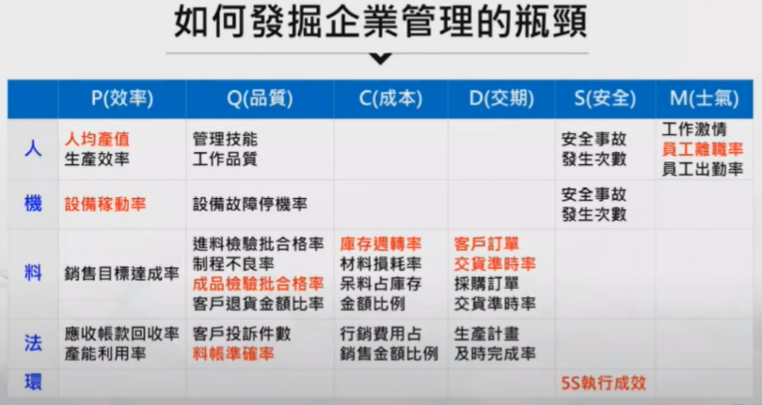 如何發掘企業管理的瓶頸
P(效率) Q(品質) C(成本) D(交期) S(安全) M(士氣)
人
人均產值
生產效率
管理技能
工作品質
安全事故
發生次數
工作激情
員工離職率
員工出勤率
機
設備稼動率
設備故障停機率
安全事故
發生次數
料
銷售目標達成率
進料檢驗批合格率
制程不良率
成品檢驗批合格率
客戶退貨金額比率
庫存週轉率
材料損耗率
呆料占庫存
金額比例
客戶訂單
交貨準時率
採購訂單
交貨準時率
法
應收帳款回收率
產能利用率
客戶投訴件數
料帳準確率
行銷費用占
銷售金額比例
生產計畫
及時完成率
環
5S執行成效